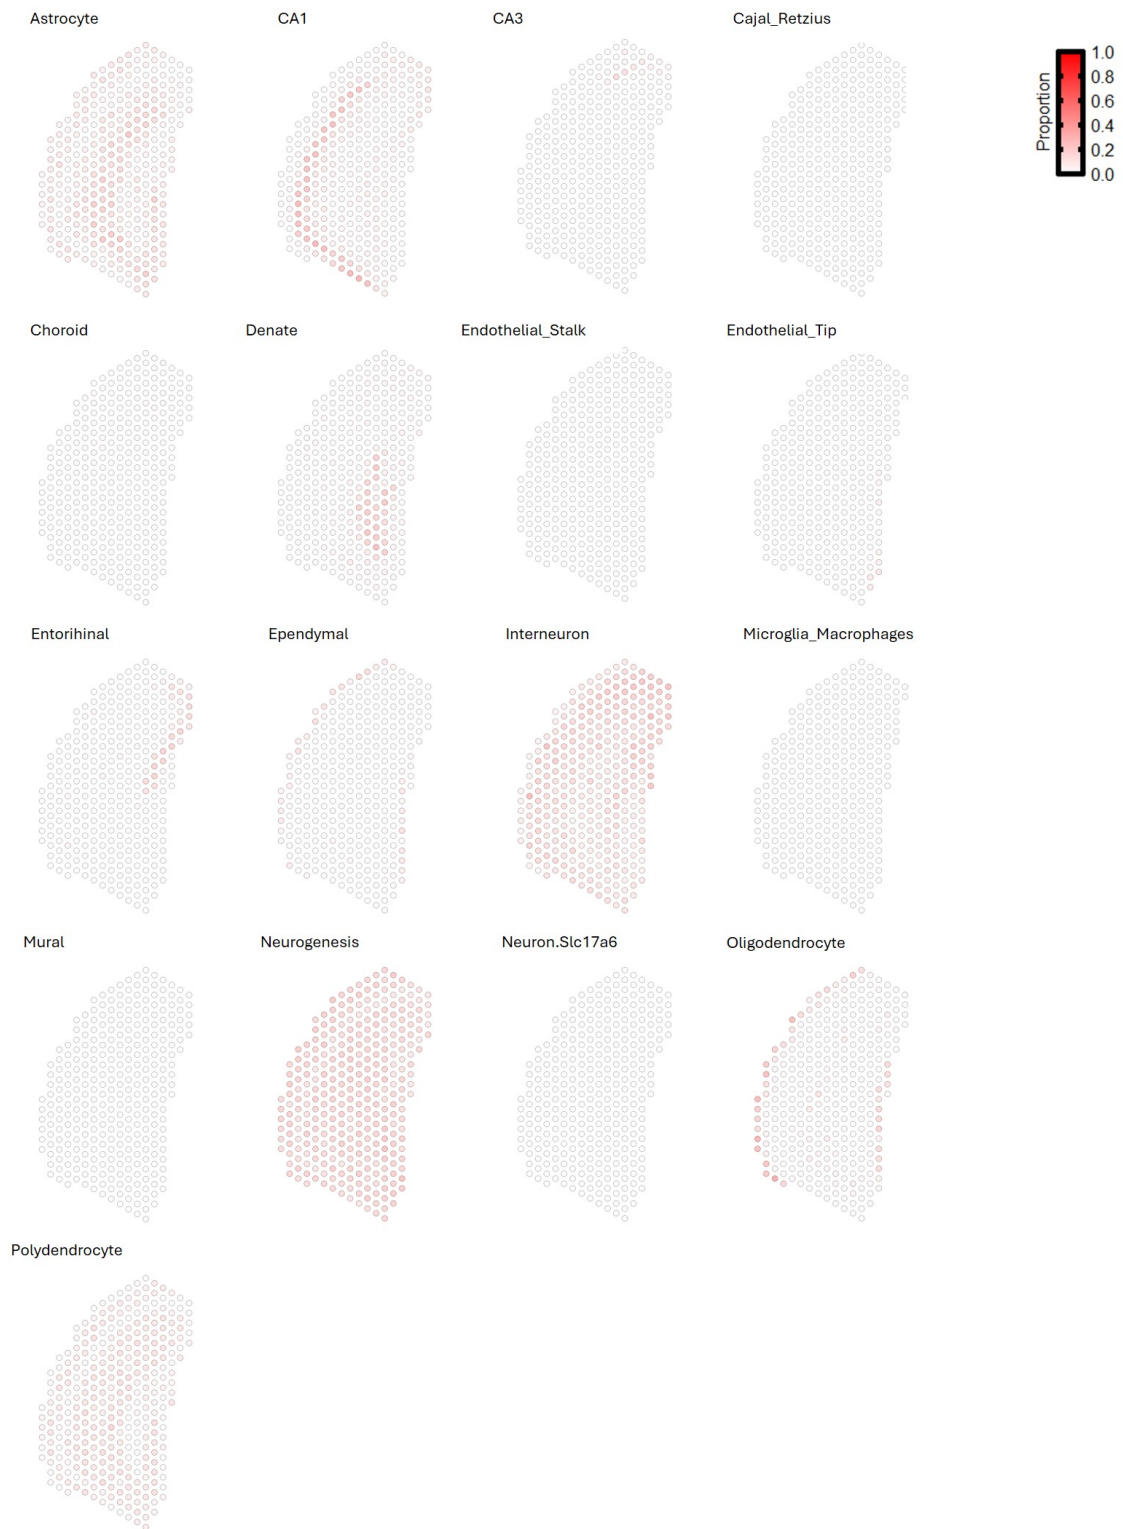 Astrocyte
CA1
CA3
Cajal_Retzius
Proportion
1.0
0.8
0.6
0.4
0.2
0.0
Choroid
Denate
Endothelial_Stalk
Endothelial_Tip
Entorihinal
Ependymal
Interneuron
Microglia_Macrophages
Mural
Neurogenesis
Neuron.Slc17a6
Oligodendrocyte
Polydendrocyte